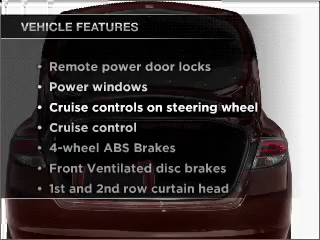 VEHICLE FEATURES
• Remote power door locks
• Power windows
• Cruise controls on steering wheel
• Cruise control
• 4-wheel ABS Brakes
• Front Ventilated disc brakes
• 1st and 2nd row curtain head